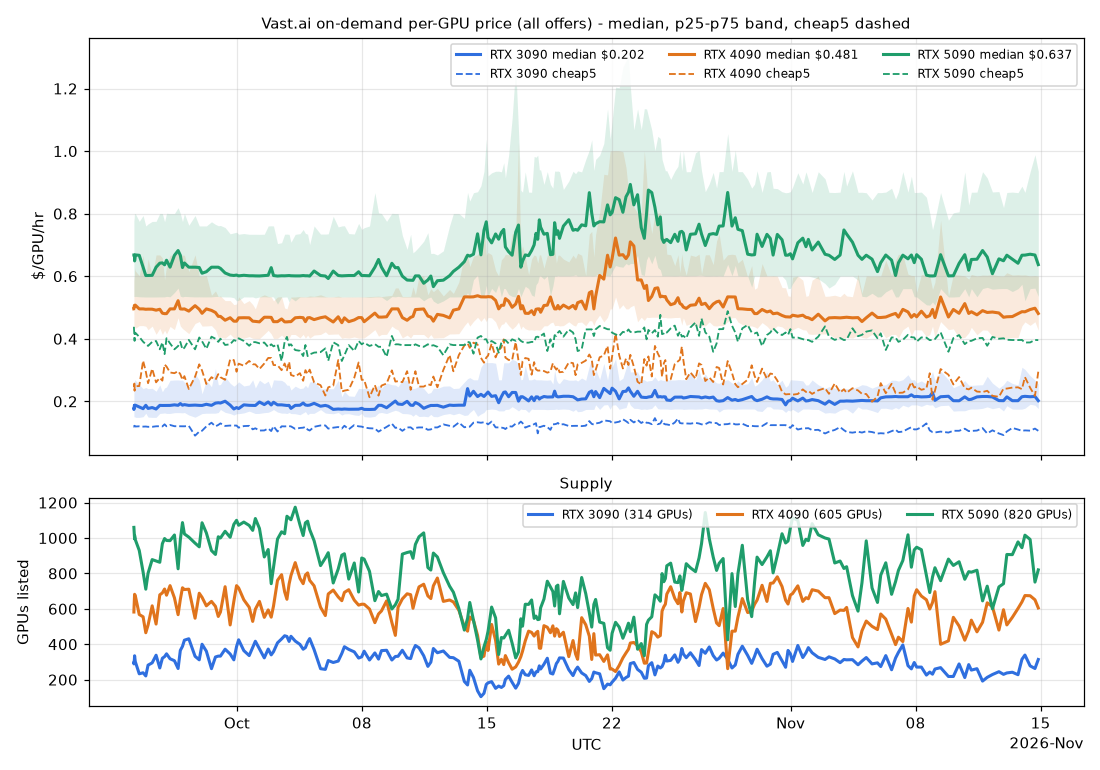 Vast.ai on-demand per-GPU price (all offers) - median, p25-p75 band, cheap5 dashed
RTX 3090 median $0.202 RTX 4090 median $0.481 RTX 5090 median $0.637
RTX 3090 cheap5 RTX 4090 cheap5 RTX 5090 cheap5
$/GPU/hr
1.2
1.0
0.8
0.6
0.4
0.2
Supply
RTX 3090 (314 GPUs) RTX 4090 (605 GPUs) RTX 5090 (820 GPUs)
GPUs listed
1200
1000
800
600
400
200
Oct 08 15 22 Nov 08 15
UTC
2026-Nov